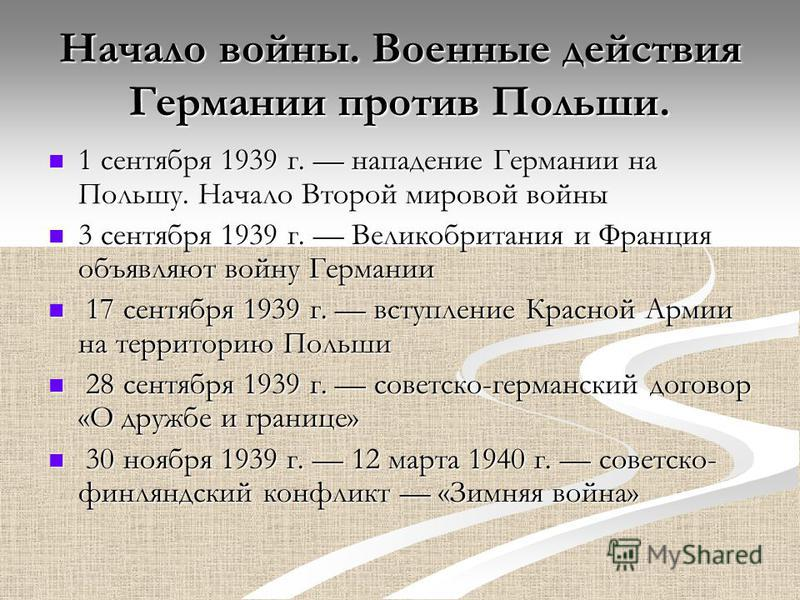 Начало войны. Военные действия
Германии против Польши.
1 сентября 1939 г. — нападение Германии на
Польшу. Начало Второй мировой войны
3 сентября 1939 г. — Великобритания и Франция
объявляют войну Германии
17 сентября 1939 г. — вступление Красной Армии
на территорию Польши
28 сентября 1939 г. — советско-германский договор
«О дружбе и границе»
30 ноября 1939 г. — 12 марта 1940 г. — советско-
финляндский конфликт — «Зимняя война»
MyShared